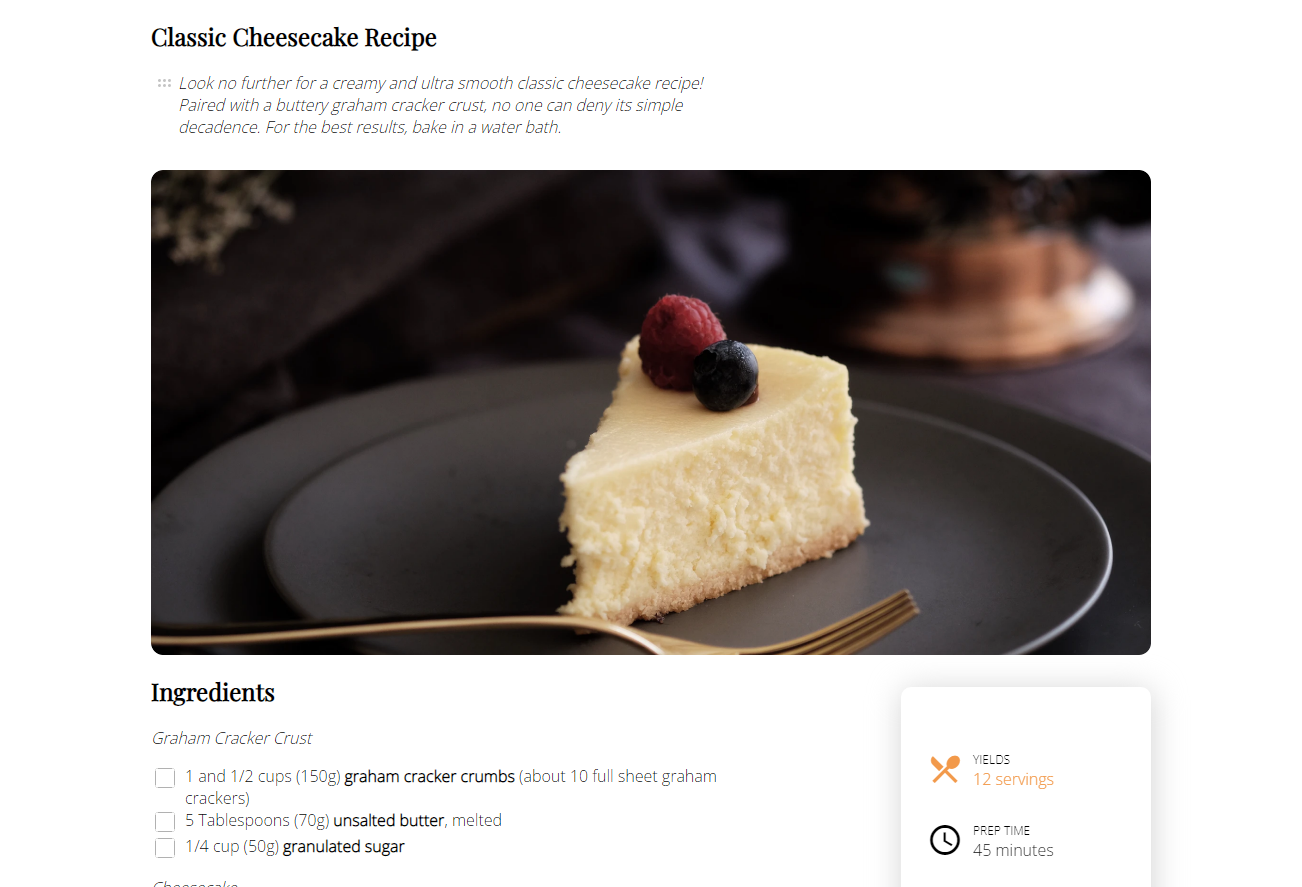 Classic Cheesecake Recipe
Look no further for a creamy and ultra smooth classic cheesecake recipe!
Paired with a buttery graham cracker crust, no one can deny its simple
decadence. For the best results, bake in a water bath.
Ingredients
Graham Cracker Crust
1 and 1/2 cups (150g) graham cracker crumbs (about 10 full sheet graham
crackers)
5 Tablespoons (70g) unsalted butter, melted
1/4 cup (50g) granulated sugar
Cheesecake
YIELDS
12 servings
PREP TIME
45 minutes